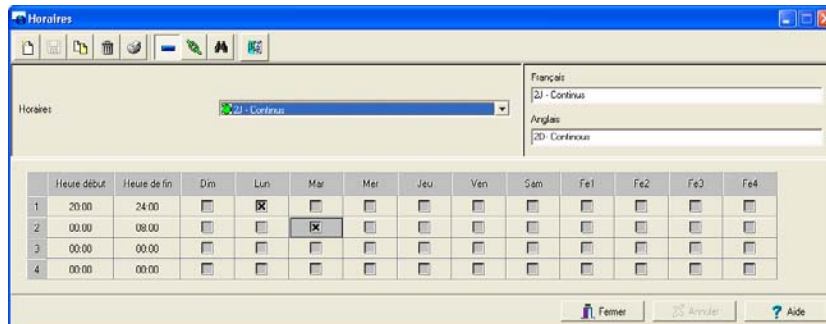 Horaires
Français
2J - Continus
Horaires
2J - Continus
Anglais
2D- Continous
Heure début Heure de fin Dim Lun Mar Mer Jeu Ven Sam Fe1 Fe2 Fe3 Fe4
1 20:00 24:00
2 00:00 08:00
3 00:00 00:00
4 00:00 00:00
Fermer Annuler Aide